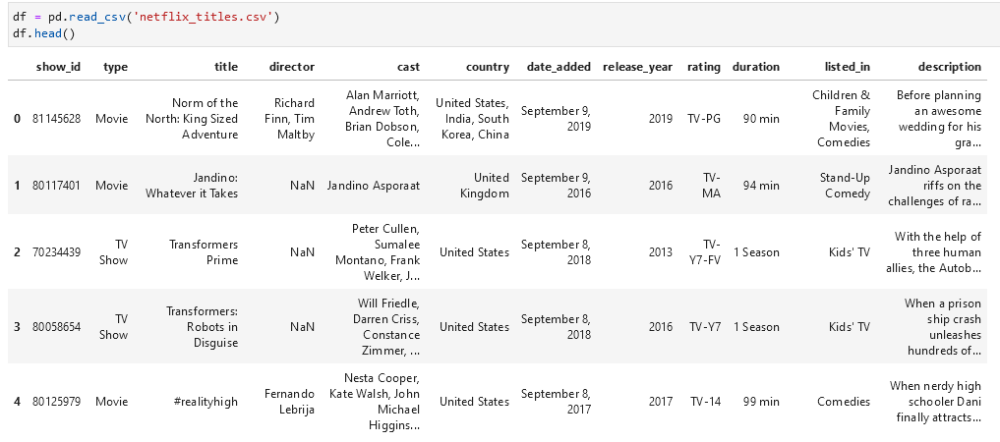 df = pd.read_csv('netflix_titles.csv')
df.head()
show_id type title director cast country date_added release_year rating duration listed_in description
0 81145628 Movie Norm of the North: King Sized Adventure Richard Finn, Tim Maltby Alan Marriott, Andrew Toth, Brian Dobson, Cole... United States, India, South Korea, China September 9, 2019 2019 TV-PG 90 min Children & Family Movies, Comedies Before planning an awesome wedding for his gra...
1 80117401 Movie Jandino: Whatever it Takes NaN Jandino Asporaat United Kingdom September 9, 2016 2016 TV-MA 94 min Stand-Up Comedy Jandino Asporaat riffs on the challenges of ra...
2 70234439 TV Show Transformers Prime NaN Peter Cullen, Sumalee Montano, Frank Welker, J... United States September 8, 2018 2013 TV-Y7-FV 1 Season Kids' TV With the help of three human allies, the Autob...
3 80058654 TV Show Transformers: Robots in Disguise NaN Will Friedle, Darren Criss, Constance Zimmer, ... United States September 8, 2018 2016 TV-Y7 1 Season Kids' TV When a prison ship crash unleashes hundreds of...
4 80125979 Movie #realityhigh Fernando Lebrija Nesta Cooper, Kate Walsh, John Michael Higgins... United States September 8, 2017 2017 TV-14 99 min Comedies When nerdy high schooler Dani finally attracts...